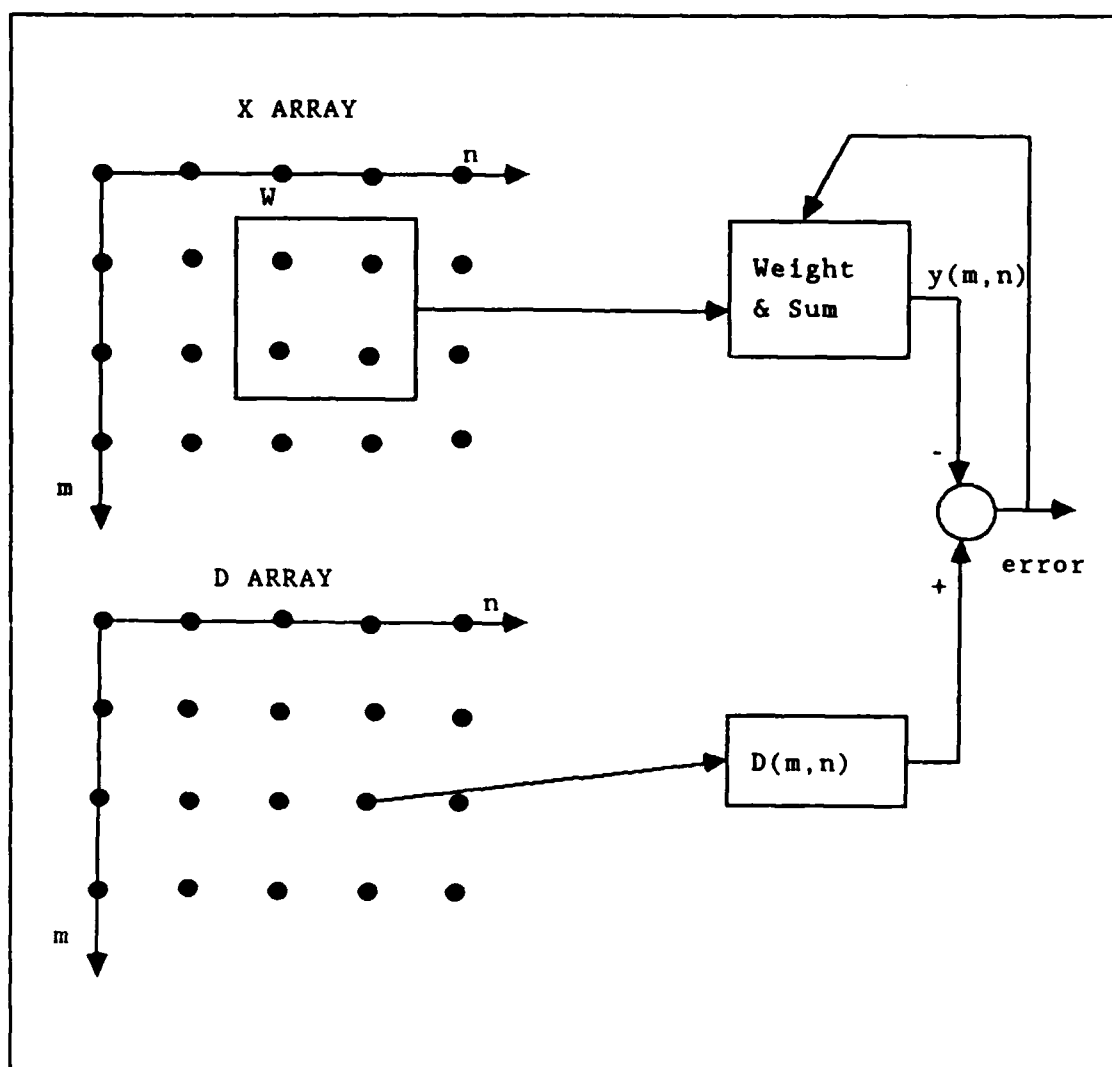 X ARRAY
n
W
Weight
& Sum
y(m,n)
-
m
error
+
D ARRAY
n
D(m,n)
m